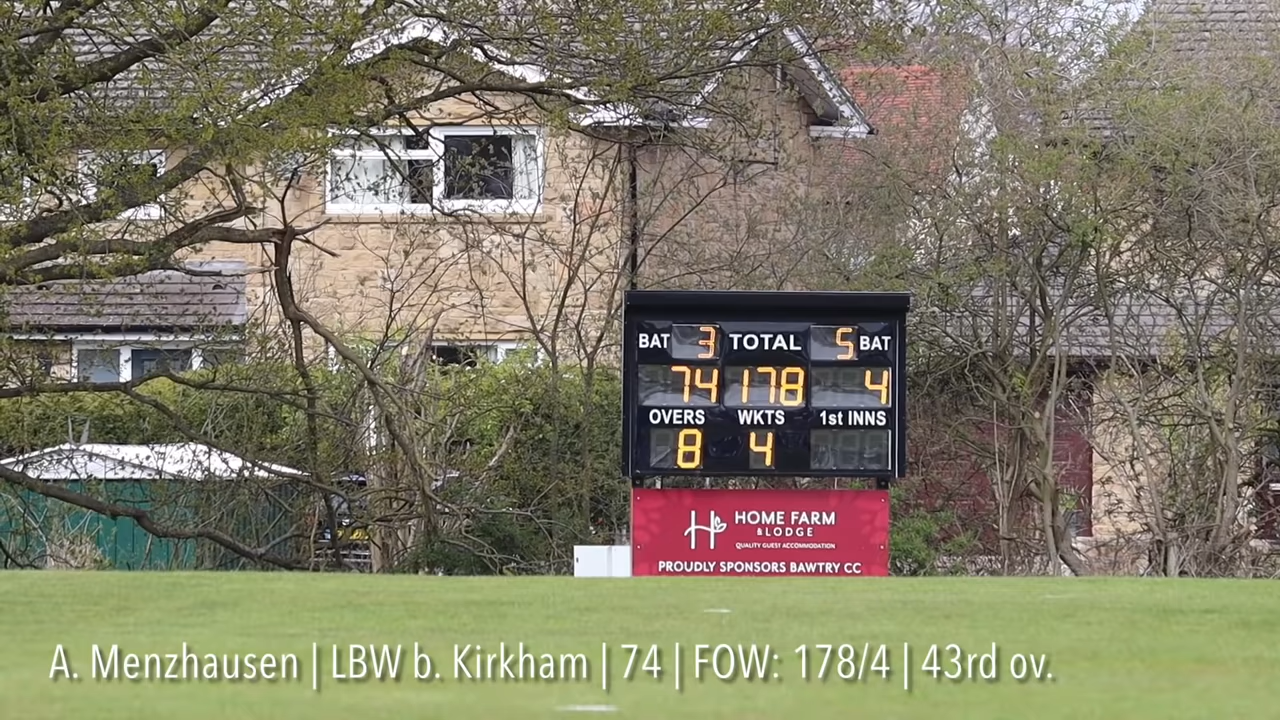 BAT 3 TOTAL 5 BAT
74 178 4
OVERS WKTS 1st INNS
8 4
H HOME FARM
& LODGE
QUALITY GUEST ACCOMMODATION
PROUDLY SPONSORS BAWTRY CC
A. Menzhausen | LBW b. Kirkham | 74 | FOW: 178/4 | 43rd ov.